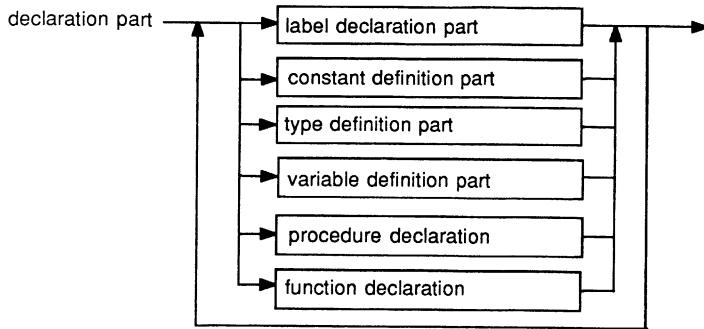 declaration part
label declaration part
constant definition part
type definition part
variable definition part
procedure declaration
function declaration